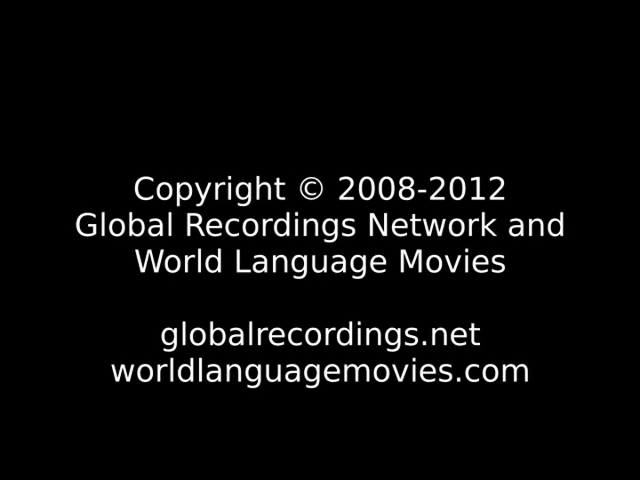 Copyright © 2008-2012
Global Recordings Network and
World Language Movies
globalrecordings.net
worldlanguagemovies.com